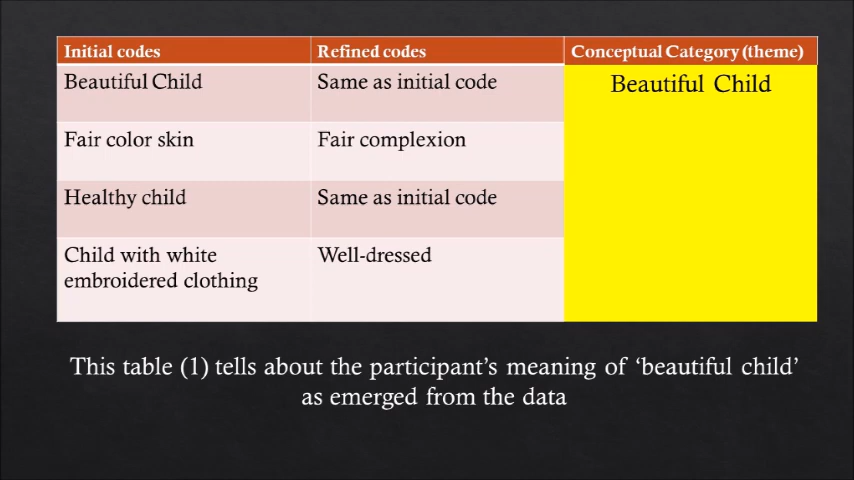 Initial codes Refined codes Conceptual Category (theme)
Beautiful Child Same as initial code Beautiful Child
Fair color skin Fair complexion
Healthy child Same as initial code
Child with white Well-dressed
embroidered clothing
This table (1) tells about the participant's meaning of 'beautiful child'
as emerged from the data